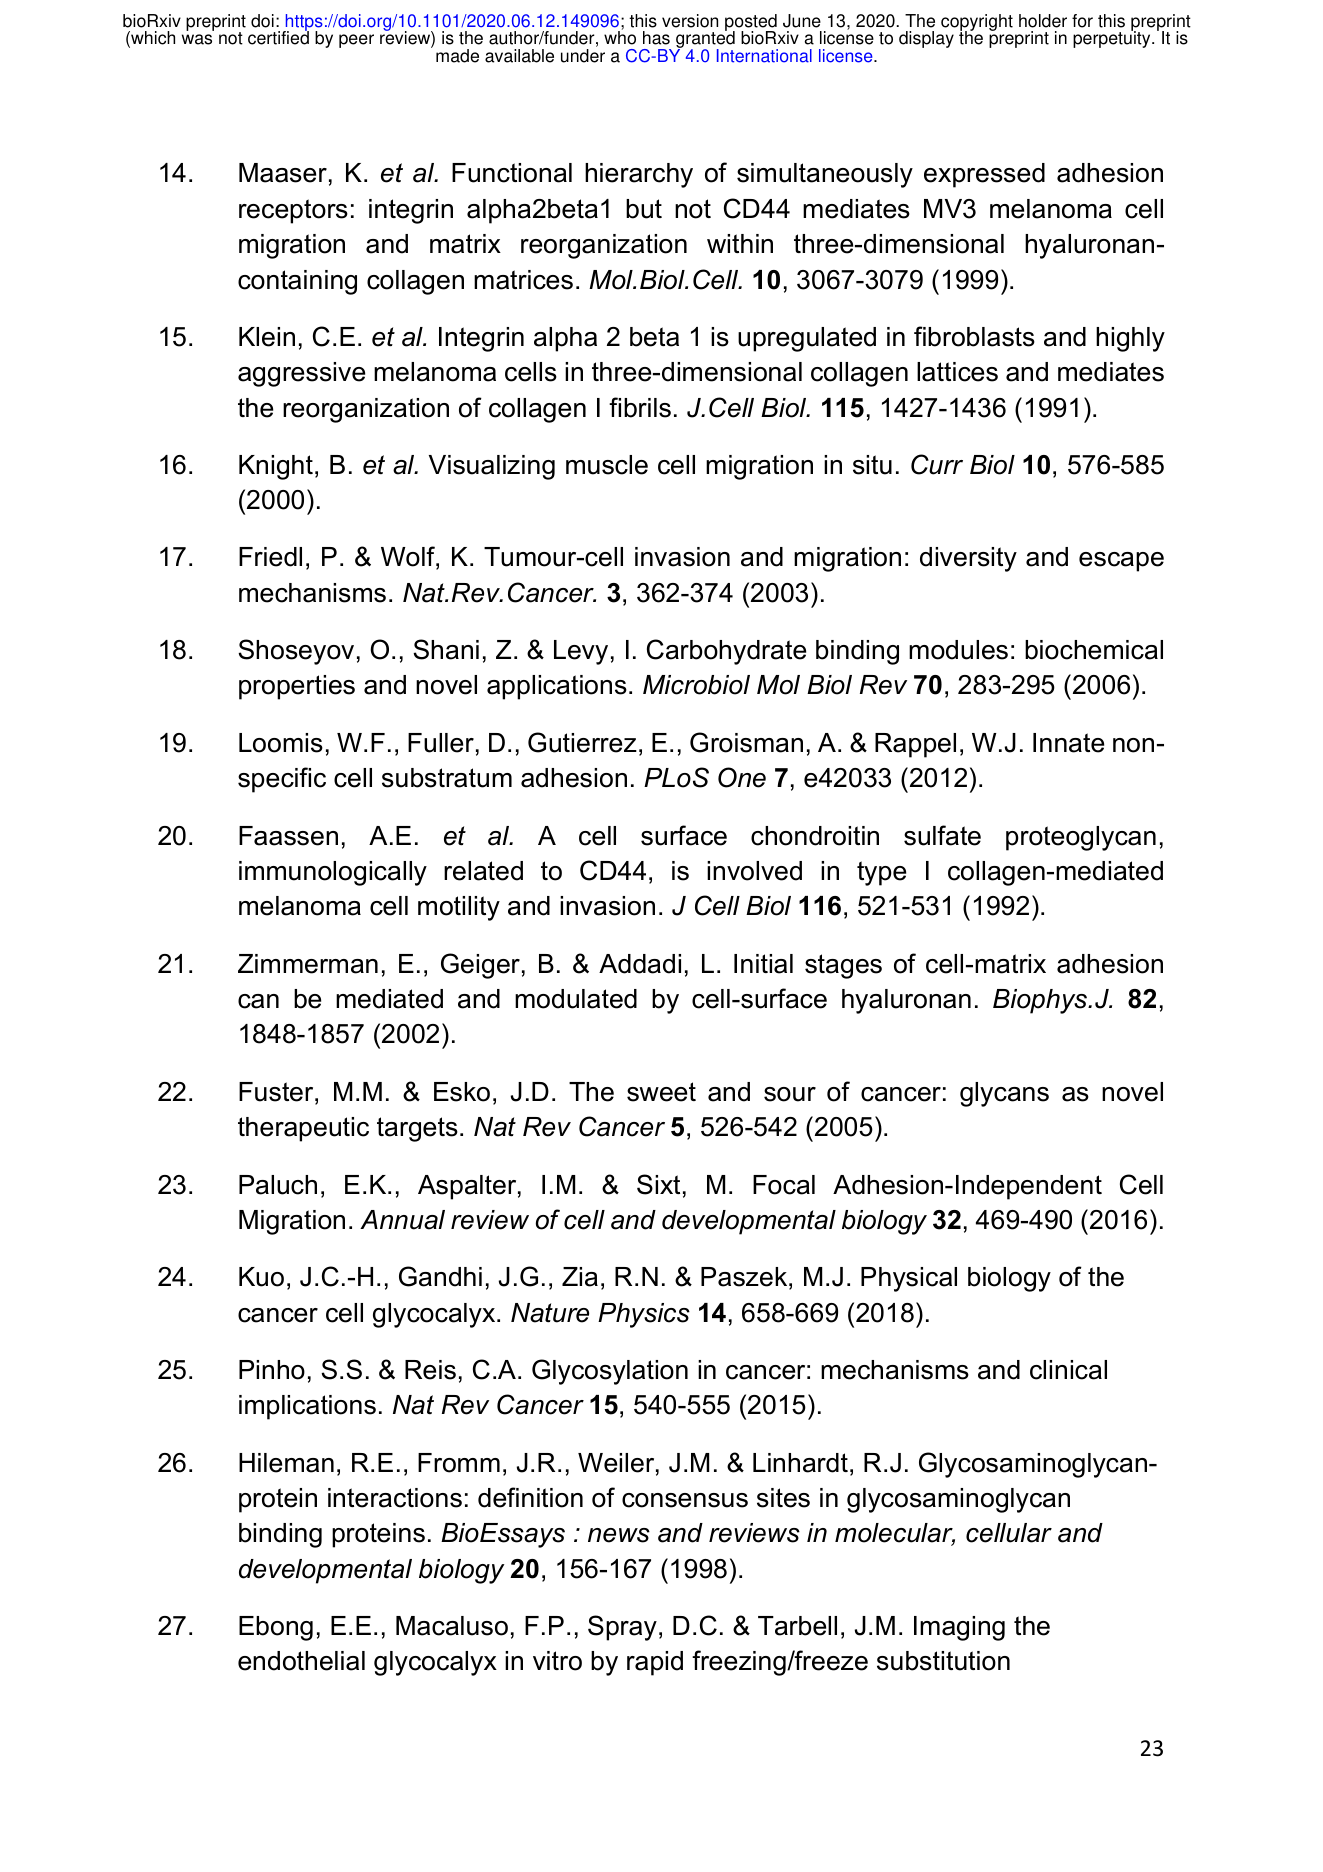 bioRxiv preprint doi: https://doi.org/10.1101/2020.06.12.149096; this version posted June 13, 2020. The copyright holder for this preprint
(which was not certified by peer review) is the author/funder, who has granted bioRxiv a license to display the preprint in perpetuity. It is
made available under a CC-BY 4.0 International license.
14. Maaser, K. et al. Functional hierarchy of simultaneously expressed adhesion
receptors: integrin alpha2beta1 but not CD44 mediates MV3 melanoma cell
migration and matrix reorganization within three-dimensional hyaluronan-
containing collagen matrices. Mol.Biol.Cell. 10, 3067-3079 (1999).
15. Klein, C.E. et al. Integrin alpha 2 beta 1 is upregulated in fibroblasts and highly
aggressive melanoma cells in three-dimensional collagen lattices and mediates
the reorganization of collagen I fibrils. J.Cell Biol. 115, 1427-1436 (1991).
16. Knight, B. et al. Visualizing muscle cell migration in situ. Curr Biol 10, 576-585
(2000).
17. Friedl, P. & Wolf, K. Tumour-cell invasion and migration: diversity and escape
mechanisms. Nat.Rev.Cancer. 3, 362-374 (2003).
18. Shoseyov, O., Shani, Z. & Levy, I. Carbohydrate binding modules: biochemical
properties and novel applications. Microbiol Mol Biol Rev 70, 283-295 (2006).
19. Loomis, W.F., Fuller, D., Gutierrez, E., Groisman, A. & Rappel, W.J. Innate non-
specific cell substratum adhesion. PLoS One 7, e42033 (2012).
20. Faassen, A.E. et al. A cell surface chondroitin sulfate proteoglycan,
immunologically related to CD44, is involved in type I collagen-mediated
melanoma cell motility and invasion. J Cell Biol 116, 521-531 (1992).
21. Zimmerman, E., Geiger, B. & Addadi, L. Initial stages of cell-matrix adhesion
can be mediated and modulated by cell-surface hyaluronan. Biophys.J. 82,
1848-1857 (2002).
22. Fuster, M.M. & Esko, J.D. The sweet and sour of cancer: glycans as novel
therapeutic targets. Nat Rev Cancer 5, 526-542 (2005).
23. Paluch, E.K., Aspalter, I.M. & Sixt, M. Focal Adhesion-Independent Cell
Migration. Annual review of cell and developmental biology 32, 469-490 (2016).
24. Kuo, J.C.-H., Gandhi, J.G., Zia, R.N. & Paszek, M.J. Physical biology of the
cancer cell glycocalyx. Nature Physics 14, 658-669 (2018).
25. Pinho, S.S. & Reis, C.A. Glycosylation in cancer: mechanisms and clinical
implications. Nat Rev Cancer 15, 540-555 (2015).
26. Hileman, R.E., Fromm, J.R., Weiler, J.M. & Linhardt, R.J. Glycosaminoglycan-
protein interactions: definition of consensus sites in glycosaminoglycan
binding proteins. BioEssays : news and reviews in molecular, cellular and
developmental biology 20, 156-167 (1998).
27. Ebong, E.E., Macaluso, F.P., Spray, D.C. & Tarbell, J.M. Imaging the
endothelial glycocalyx in vitro by rapid freezing/freeze substitution
23